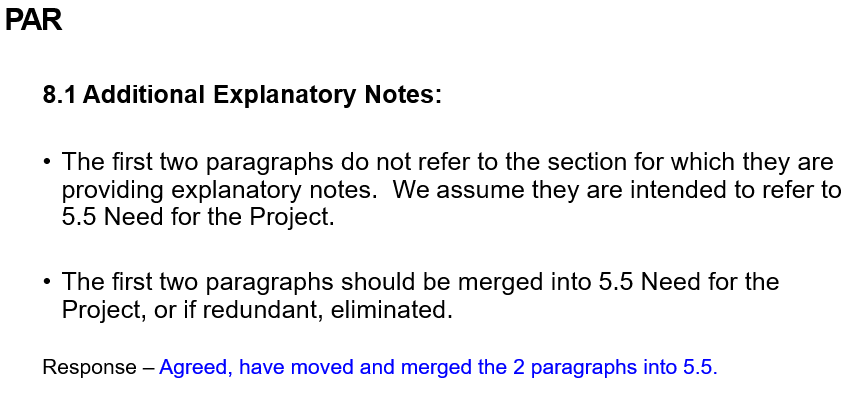 PAR
8.1 Additional Explanatory Notes:
• The first two paragraphs do not refer to the section for which they are
providing explanatory notes.  We assume they are intended to refer to
5.5 Need for the Project.
• The first two paragraphs should be merged into 5.5 Need for the
Project, or if redundant, eliminated.
Response – Agreed, have moved and merged the 2 paragraphs into 5.5.